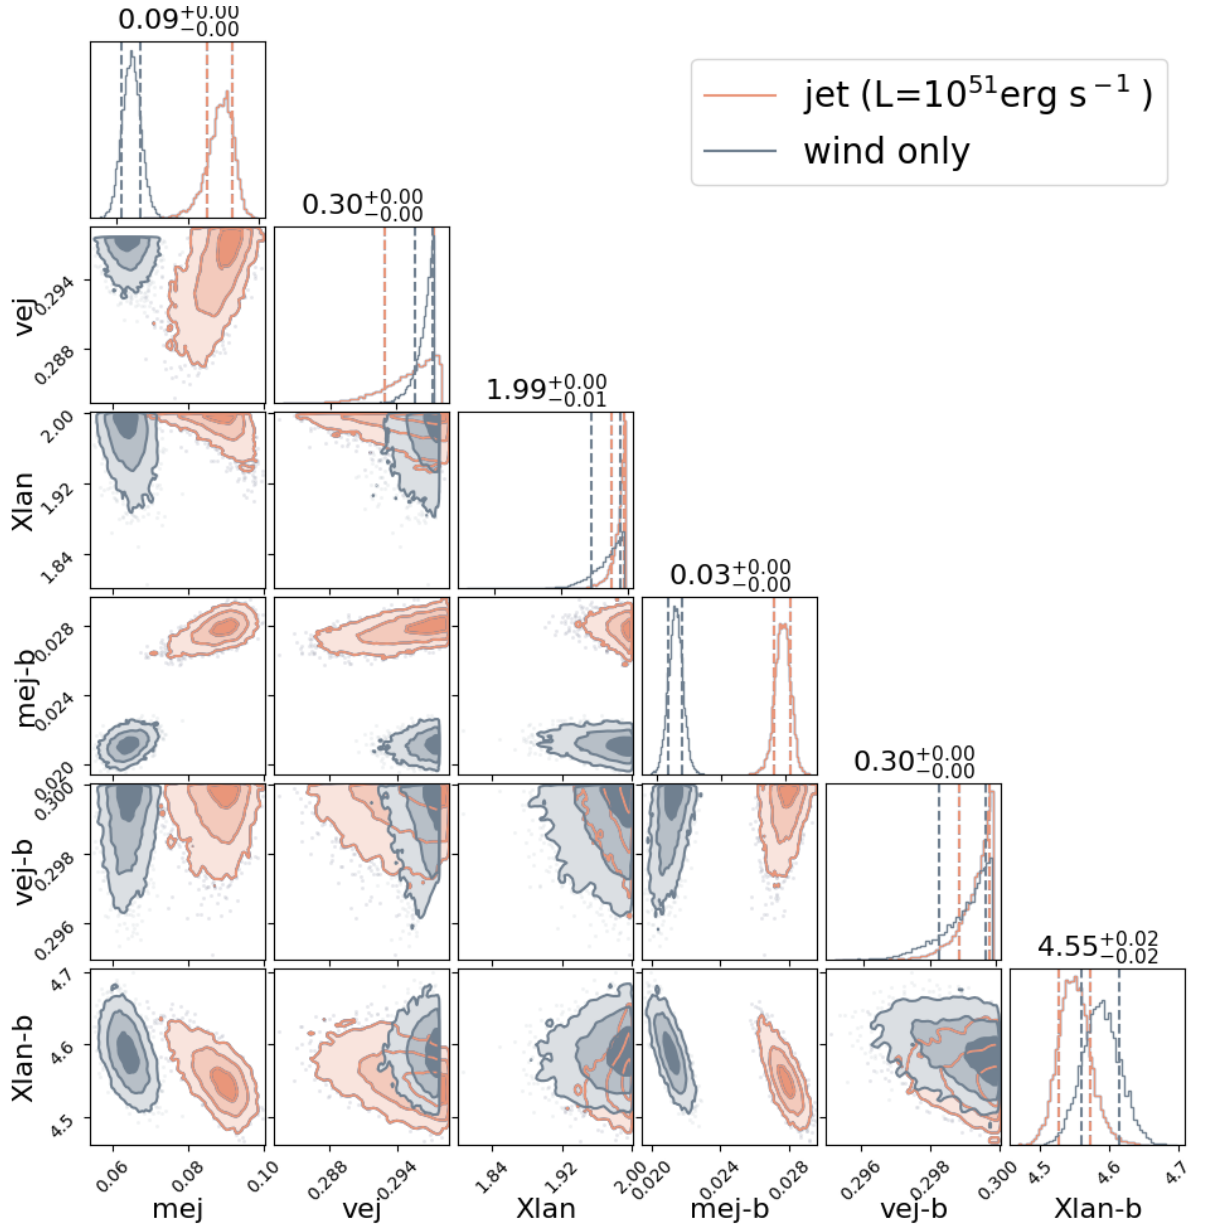 0.09+0.00−0.00
jet (L=10^51erg s^−1 )
wind only
0.30+0.00−0.00
vej
0.294
0.288
1.99+0.00−0.01
Xlan
2.00
1.92
1.84
0.03+0.00−0.00
mej-b
0.028
0.024
0.020
0.30+0.00−0.00
vej-b
0.300
0.298
0.296
4.55+0.02−0.02
Xlan-b
4.7
4.6
4.5
0.06 0.08 0.10 0.288 0.294 1.84 1.92 2.00 0.020 0.024 0.028 0.296 0.298 0.300 4.5 4.6 4.7
mej vej Xlan mej-b vej-b Xlan-b